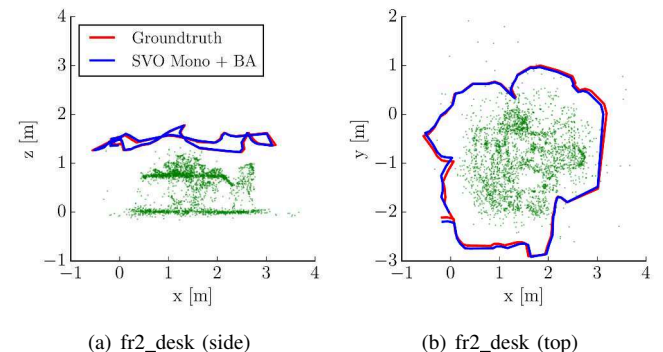 Groundtruth
SVO Mono + BA
z [m]
4
3
2
1
0
−1
−1 0 1 2 3 4
x [m]
y [m]
1
0
−1
−2
−3
−1 0 1 2 3 4
x [m]
(a) fr2_desk (side)
(b) fr2_desk (top)